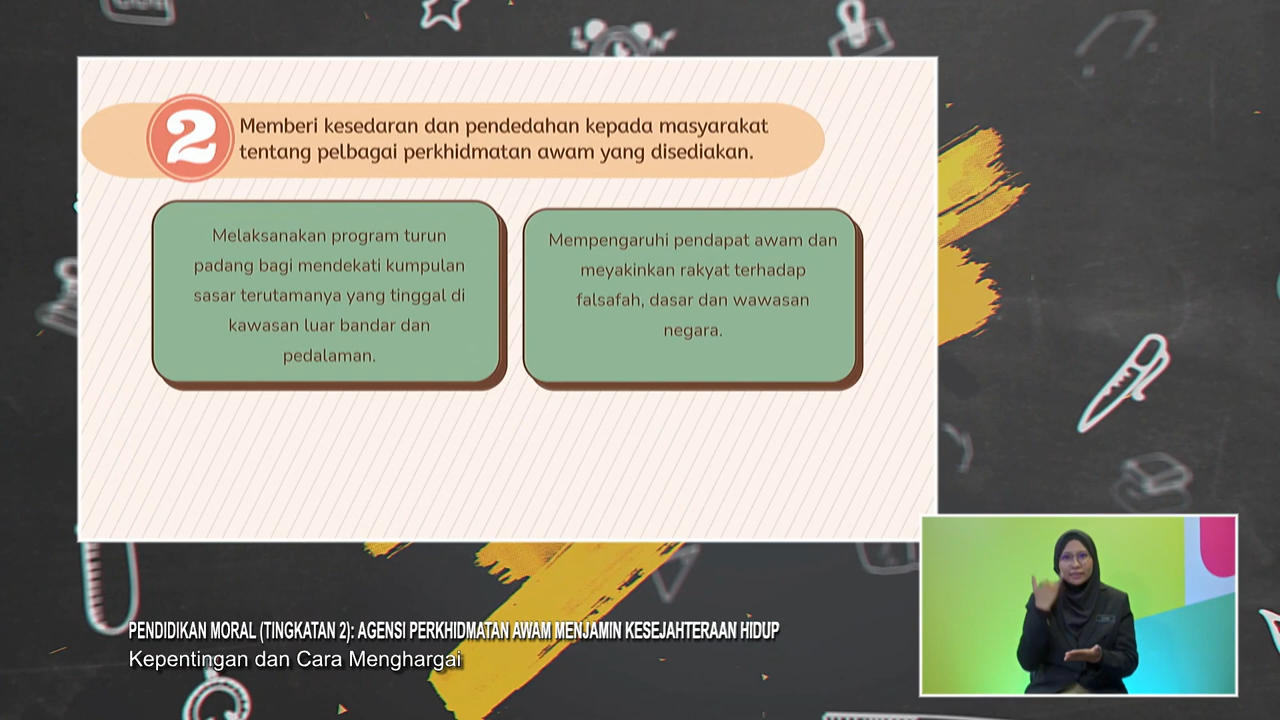 2
Memberi kesedaran dan pendedahan kepada masyarakat
tentang pelbagai perkhidmatan awam yang disediakan.
Melaksanakan program turun
padang bagi mendekati kumpulan
sasar terutamanya yang tinggal di
kawasan luar bandar dan
pedalaman.
Mempengaruhi pendapat awam dan
meyakinkan rakyat terhadap
falsafah, dasar dan wawasan
negara.
PENDIDIKAN MORAL (TINGKATAN 2): AGENSI PERKHIDMATAN AWAM MENJAMIN KESEJAHTERAAN HIDUP
Kepentingan dan Cara Menghargai